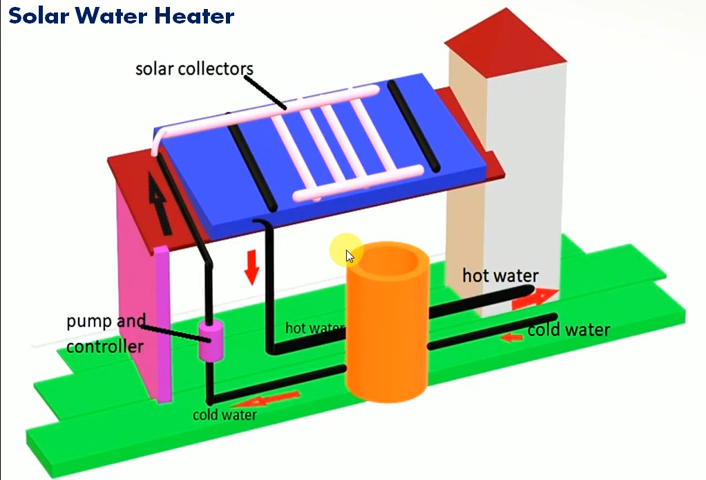 Solar Water Heater
solar collectors
hot water
pump and
controller
hot water
cold water
cold water